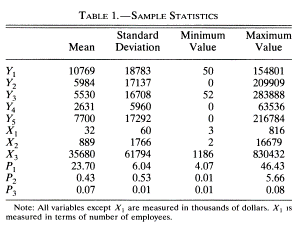 TABLE 1.—SAMPLE STATISTICS
Standard Minimum Maximum
Mean Deviation Value Value
Y1 10769 18783 50 154801
Y2 5984 17137 0 209909
Y3 5530 16708 52 283888
Y4 2631 5960 0 63536
Y5 7700 17292 0 216784
X1 32 60 3 816
X2 889 1766 2 16679
X3 35680 61794 1186 830432
P1 23.70 6.04 4.07 46.43
P2 0.43 0.53 0.01 5.66
P3 0.07 0.01 0.01 0.08
Note: All variables except X1 are measured in thousands of dollars. X1 is
measured in terms of number of employees.